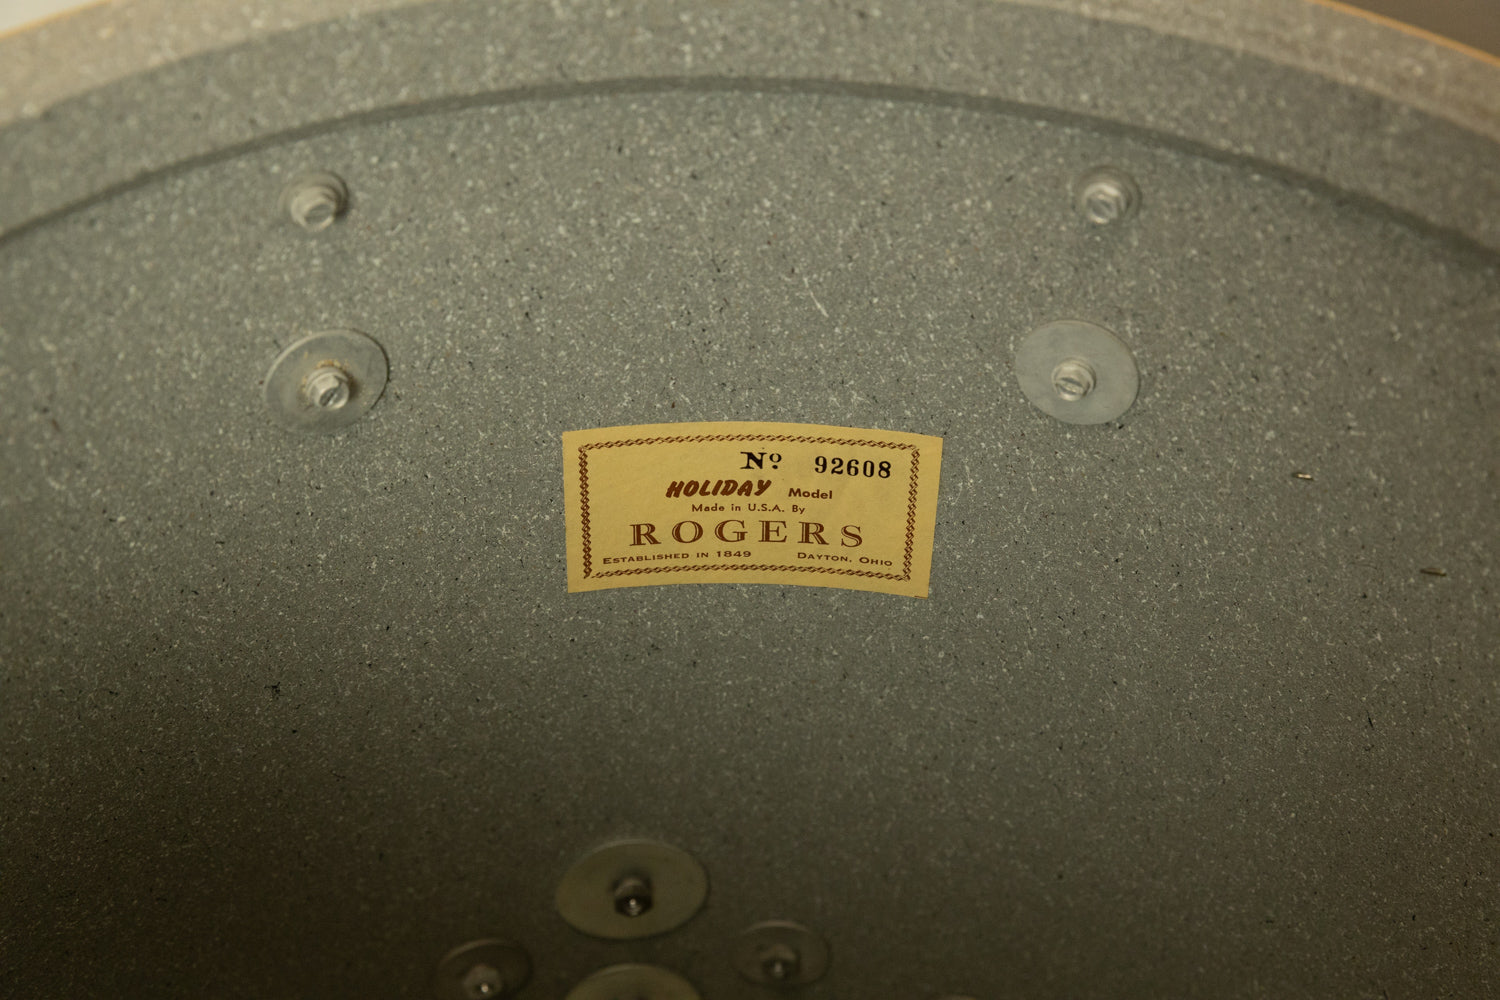 Nº 92608
HOLIDAY Model
Made in U.S.A. By
ROGERS
ESTABLISHED IN 1849 DAYTON, OHIO